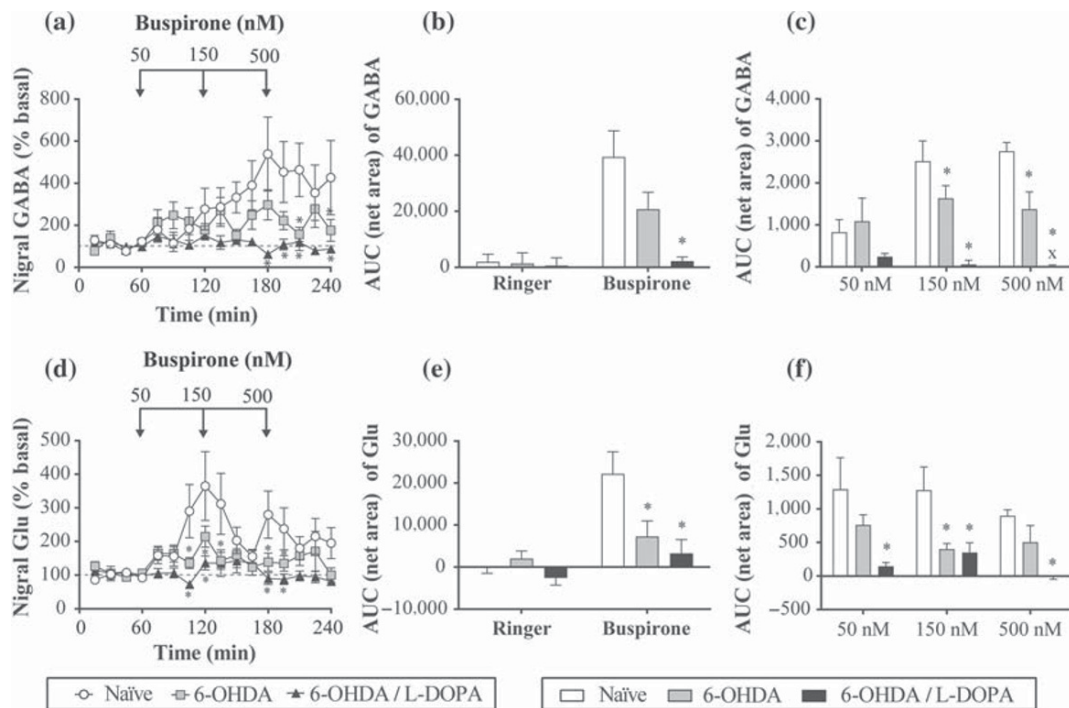 (a)
Buspirone (nM)
50 150 500
Nigral GABA (% basal)
800
600
400
200
100
0
0 60 120 180 240
Time (min)
*
*
* * * *
(b)
AUC (net area) of GABA
60.000
40.000
20.000
0
*
Ringer Buspirone
(c)
AUC (net area) of GABA
3.000
2.000
1.000
0
* * * * x
50 nM 150 nM 500 nM
(d)
Buspirone (nM)
50 150 500
Nigral Glu (% basal)
500
400
300
200
100
0
0 60 120 180 240
Time (min)
* * * * *
* * * *
(e)
AUC (net area) of Glu
30.000
20.000
10.000
0
−10.000
* *
Ringer Buspirone
(f)
AUC (net area) of Glu
2,000
1.500
1.000
500
0
−500
* * * *
50 nM 150 nM 500 nM
Naïve 6-OHDA 6-OHDA / L-DOPA
Naïve 6-OHDA 6-OHDA / L-DOPA